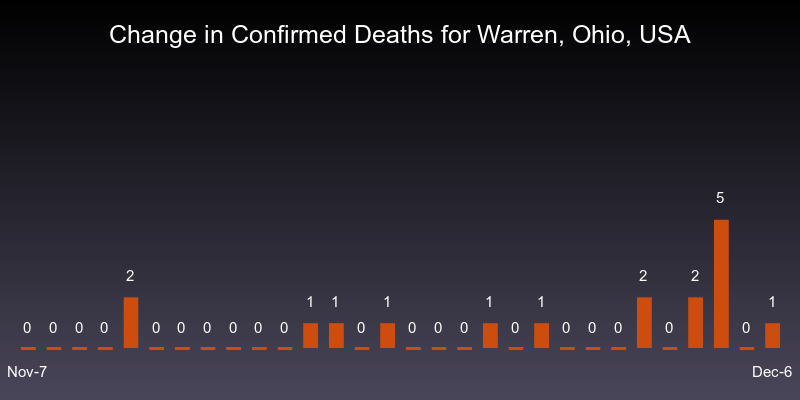 Change in Confirmed Deaths for Warren, Ohio, USA
5
2 2 2
1 1 1 1 1 1
0 0 0 0 0 0 0 0 0 0 0 0 0 0 0 0 0 0 0 0
Nov-7 Dec-6